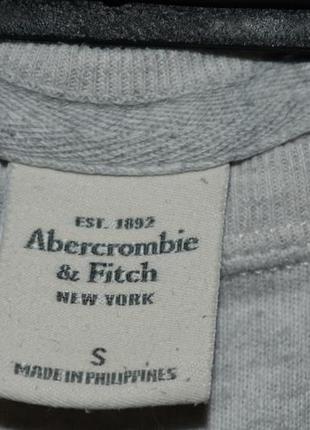 EST. 1892
Abercrombie
& Fitch
NEW YORK
S
MADE IN PHILIPPINES